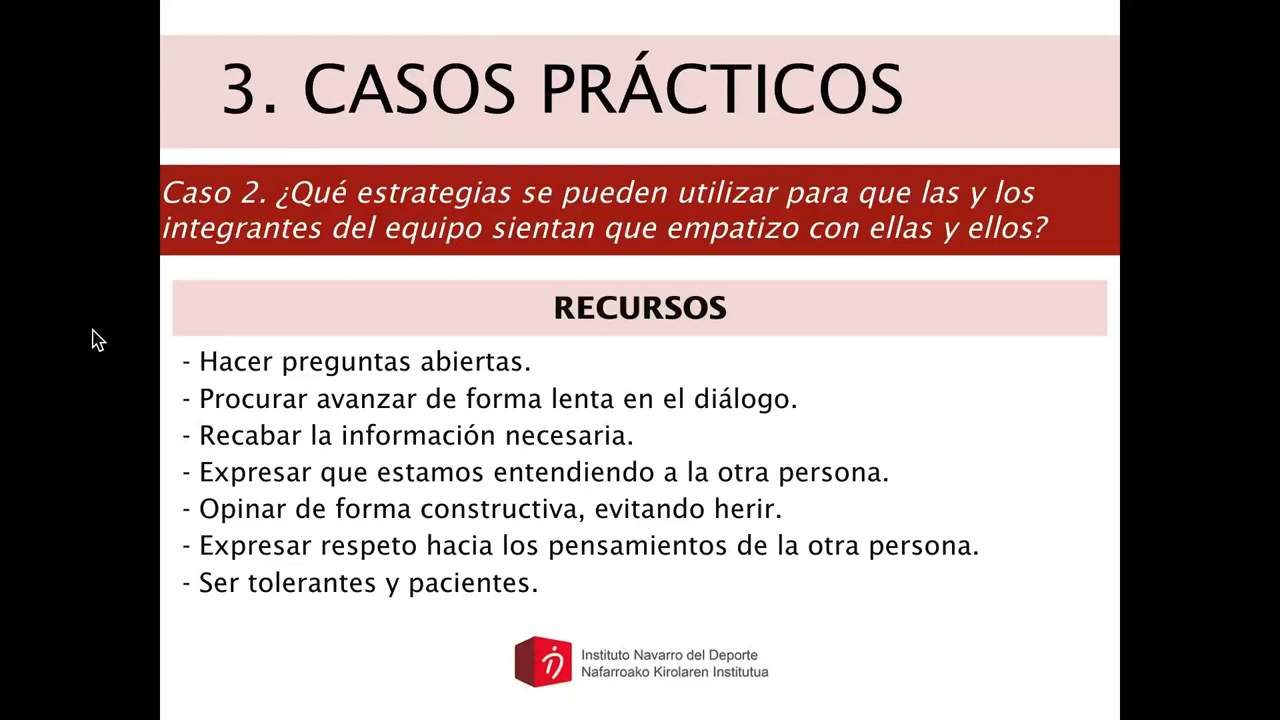 3. CASOS PRÁCTICOS
Caso 2. ¿Qué estrategias se pueden utilizar para que las y los
integrantes del equipo sientan que empatizo con ellas y ellos?
RECURSOS
- Hacer preguntas abiertas.
- Procurar avanzar de forma lenta en el diálogo.
- Recabar la información necesaria.
- Expresar que estamos entendiendo a la otra persona.
- Opinar de forma constructiva, evitando herir.
- Expresar respeto hacia los pensamientos de la otra persona.
- Ser tolerantes y pacientes.
Instituto Navarro del Deporte
Nafarroako Kirolaren Institutua